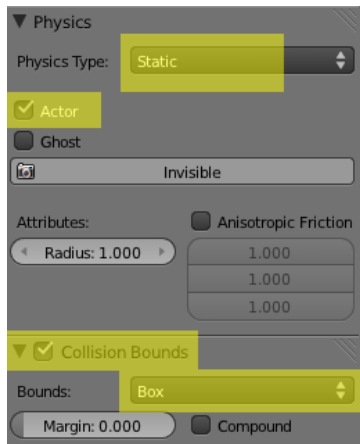 Physics
Physics Type: Static
Actor
Ghost
Invisible
Attributes: Anisotropic Friction
Radius: 1.000 1.000
1.000
1.000
Collision Bounds
Bounds: Box
Margin: 0.000 Compound